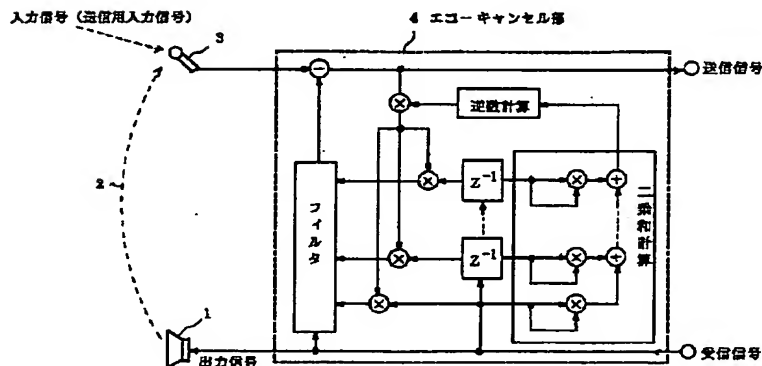 入力信号（送信用入力信号）
3
4 エコーキャンセル部
送信信号
逆数計算
2
フィルタ
Z⁻¹
二乗和計算
Z⁻¹
1
出力信号
受信信号